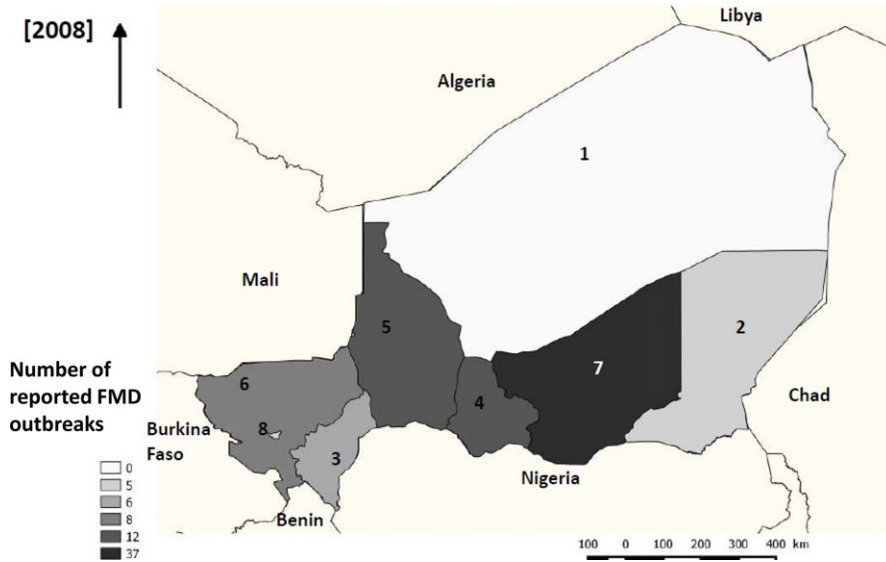 [2008]
Libya
Algeria
1
Mali
5
2
7
Number of
reported FMD
outbreaks
6
4
Chad
Burkina
Faso
8
3
Nigeria
Benin
0
5
6
8
12
37
100 0 100 200 300 400 km